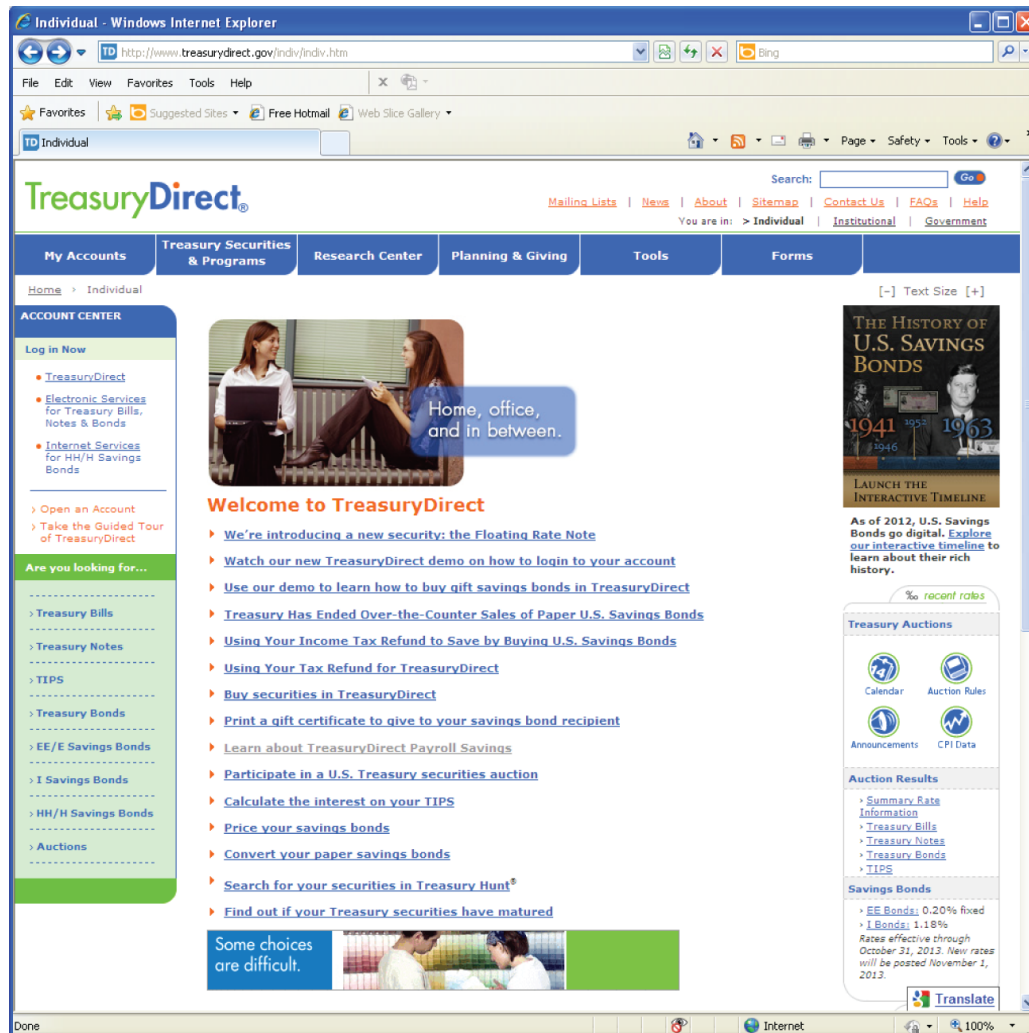 Individual - Windows Internet Explorer
TD http://www.treasurydirect.gov/indiv/indiv.htm
Bing
File Edit View Favorites Tools Help
Favorites Suggested Sites Free Hotmail Web Slice Gallery
TD Individual
Page Safety Tools
TreasuryDirect®
Search: Go
Mailing Lists | News | About | Sitemap | Contact Us | FAQs | Help
You are in: > Individual | Institutional | Government
My Accounts
Treasury Securities
& Programs
Research Center
Planning & Giving
Tools
Forms
Home > Individual
[-] Text Size [+]
ACCOUNT CENTER
Log in Now
TreasuryDirect
Electronic Services
for Treasury Bills,
Notes & Bonds
Internet Services
for HH/H Savings
Bonds
> Open an Account
> Take the Guided Tour
of TreasuryDirect
Are you looking for...
> Treasury Bills
> Treasury Notes
> TIPS
> Treasury Bonds
> EE/E Savings Bonds
> I Savings Bonds
> HH/H Savings Bonds
> Auctions
Home, office,
and in between.
Welcome to TreasuryDirect
We're introducing a new security: the Floating Rate Note
Watch our new TreasuryDirect demo on how to login to your account
Use our demo to learn how to buy gift savings bonds in TreasuryDirect
Treasury Has Ended Over-the-Counter Sales of Paper U.S. Savings Bonds
Using Your Income Tax Refund to Save by Buying U.S. Savings Bonds
Using Your Tax Refund for TreasuryDirect
Buy securities in TreasuryDirect
Print a gift certificate to give to your savings bond recipient
Learn about TreasuryDirect Payroll Savings
Participate in a U.S. Treasury securities auction
Calculate the interest on your TIPS
Price your savings bonds
Convert your paper savings bonds
Search for your securities in Treasury Hunt®
Find out if your Treasury securities have matured
Some choices
are difficult.
THE HISTORY OF
U.S. SAVINGS
BONDS
1941 1952 1963
1946
LAUNCH THE
INTERACTIVE TIMELINE
As of 2012, U.S. Savings
Bonds go digital. Explore
our interactive timeline to
learn about their rich
history.
‰ recent rates
Treasury Auctions
Calendar Auction Rules
Announcements CPI Data
Auction Results
> Summary Rate
Information
> Treasury Bills
> Treasury Notes
> Treasury Bonds
> TIPS
Savings Bonds
> EE Bonds: 0.20% fixed
> I Bonds: 1.18%
Rates effective through
October 31, 2013. New rates
will be posted November 1,
2013.
Translate
Done Internet 100%